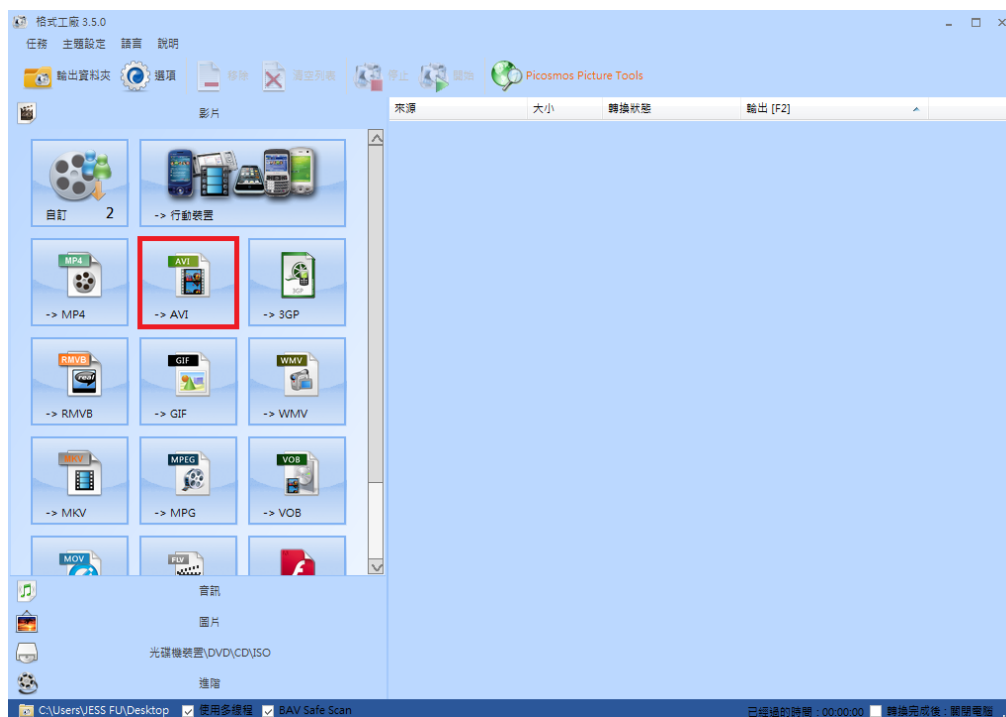 格式工廠 3.5.0
任務 主題設定 語言 說明
輸出資料夾 選項 移除 清空列表 停止 開始 Picosmos Picture Tools
影片
來源 大小 轉換狀態 輸出 [F2]
自訂 2 -> 行動裝置
MP4 AVI 3GP
-> MP4 -> AVI -> 3GP
RMVB GIF WMV
real
-> RMVB -> GIF -> WMV
MKV MPEG VOB
-> MKV -> MPG -> VOB
MOV FLV
音訊
圖片
光碟機裝置\DVD\CD\ISO
進階
C:\Users\JESS FU\Desktop 使用多線程 BAV Safe Scan 已經過的時間 : 00:00:00 轉換完成後 : 關閉電腦